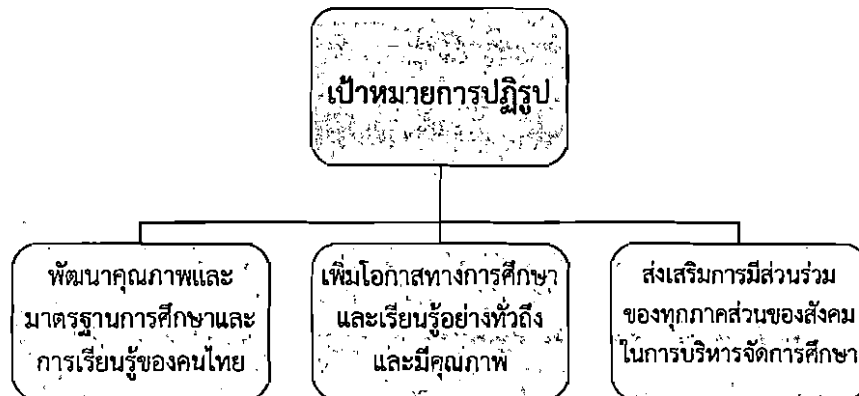 เป้าหมายการปฏิรูป
พัฒนาคุณภาพและ
มาตรฐานการศึกษาและ
การเรียนรู้ของคนไทย
เพิ่มโอกาสทางการศึกษา
และเรียนรู้อย่างทั่วถึง
และมีคุณภาพ
ส่งเสริมการมีส่วนร่วม
ของทุกภาคส่วนของสังคม
ในการบริหารจัดการศึกษา